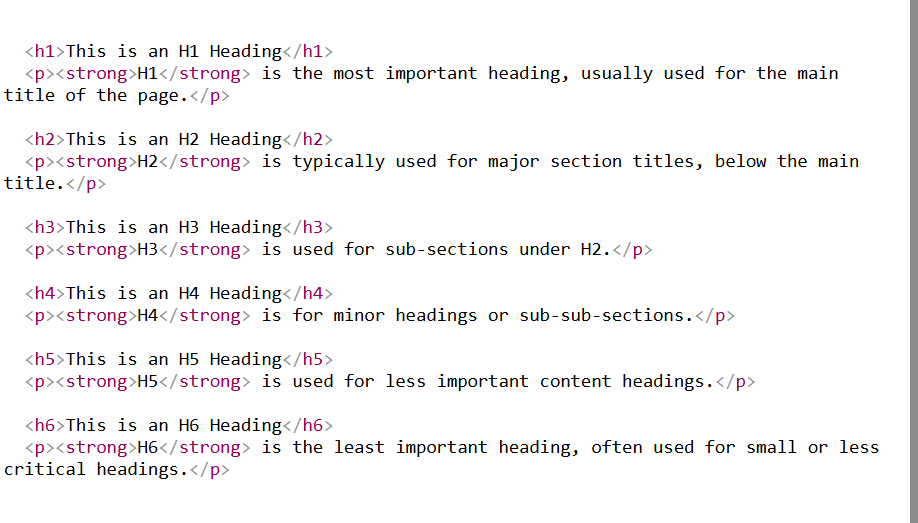 <h1>This is an H1 Heading</h1>
<p><strong>H1</strong> is the most important heading, usually used for the main
title of the page.</p>
<h2>This is an H2 Heading</h2>
<p><strong>H2</strong> is typically used for major section titles, below the main
title.</p>
<h3>This is an H3 Heading</h3>
<p><strong>H3</strong> is used for sub-sections under H2.</p>
<h4>This is an H4 Heading</h4>
<p><strong>H4</strong> is for minor headings or sub-sub-sections.</p>
<h5>This is an H5 Heading</h5>
<p><strong>H5</strong> is used for less important content headings.</p>
<h6>This is an H6 Heading</h6>
<p><strong>H6</strong> is the least important heading, often used for small or less
critical headings.</p>